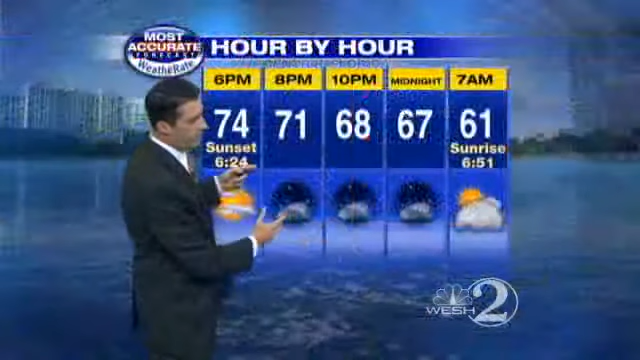 MOST
ACCURATE
FORECAST
WeatheRate
HOUR BY HOUR
6PM 8PM 10PM MIDNIGHT 7AM
74 71 68 67 61
Sunset Sunrise
6:24 6:51
WESH 2